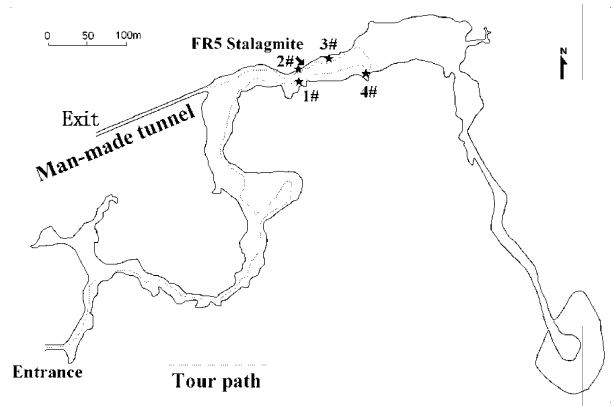 0 50 100m
N
FR5 Stalagmite
3#
2#
1#
4#
Exit
Man-made tunnel
Entrance
Tour path